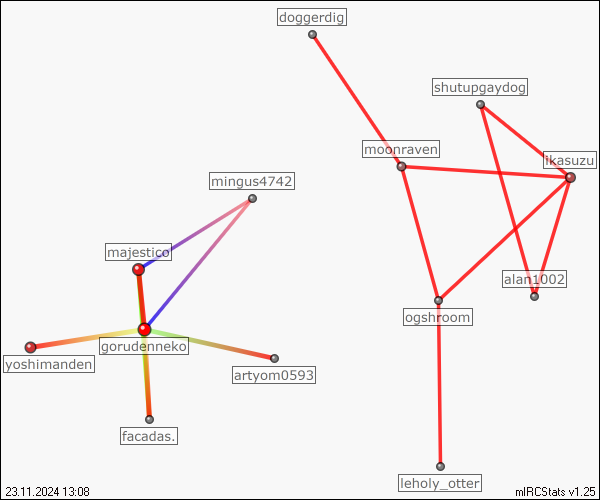 doggerdig
shutupgaydog
moonraven
ikasuzu
mingus4742
majestico
alan1002
ogshroom
gorudenneko
yoshimanden
artyom0593
facadas.
leholy_otter
23.11.2024 13:08
mIRCStats v1.25